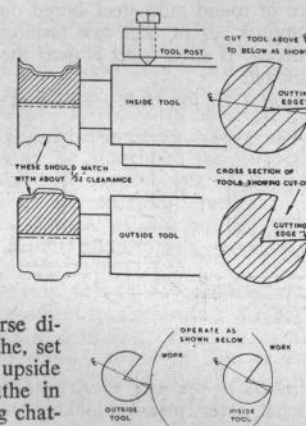 CUT TOOL ABOVE
TO BELOW AS SHOWN
TOOL POST
INSIDE TOOL
CUTTING
EDGE
THESE SHOULD MATCH
WITH ABOUT 1/32 CLEARANCE
CROSS SECTION OF
TOOLS SHOWING CUT-O
OUTSIDE TOOL
CUTTING
EDGE
rse di-
he, set
upside
athe in
g chat-
OPERATE AS
SHOWN BELOW
WORK
WORK
OUTSIDE
TOOL
INSIDE
TOOL